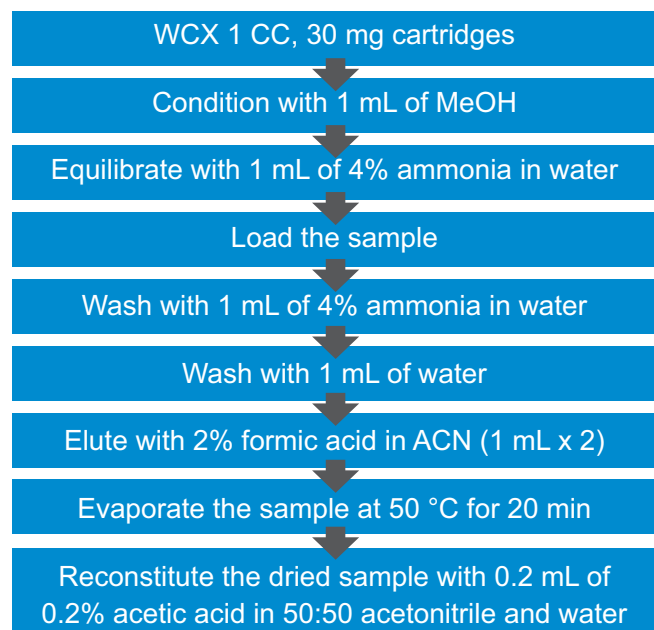 WCX 1 CC, 30 mg cartridges
Condition with 1 mL of MeOH
Equilibrate with 1 mL of 4% ammonia in water
Load the sample
Wash with 1 mL of 4% ammonia in water
Wash with 1 mL of water
Elute with 2% formic acid in ACN (1 mL x 2)
Evaporate the sample at 50 °C for 20 min
Reconstitute the dried sample with 0.2 mL of
0.2% acetic acid in 50:50 acetonitrile and water